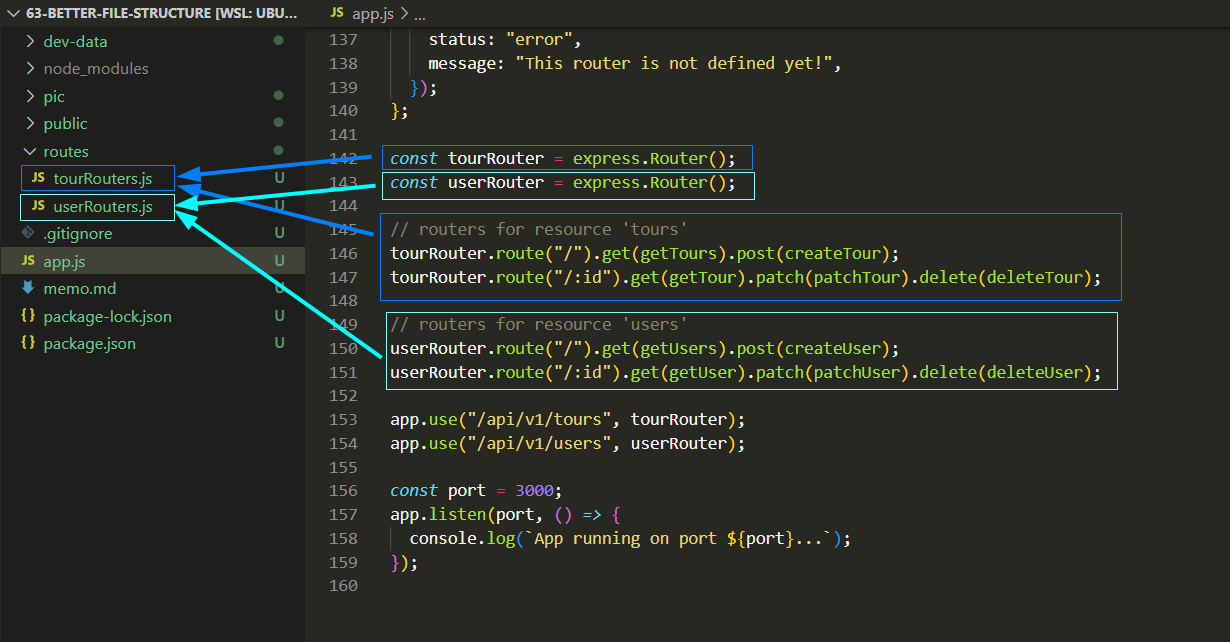 63-BETTER-FILE-STRUCTURE [WSL: UBU...
dev-data
node_modules
pic
public
routes
JS tourRouters.js U
JS userRouters.js U
.gitignore U
JS app.js U
memo.md U
{} package-lock.json U
{} package.json U
JS app.js > ...
137 status: "error",
138 message: "This router is not defined yet!",
139 });
140 };
141
142 const tourRouter = express.Router();
143 const userRouter = express.Router();
144
145 // routers for resource 'tours'
146 tourRouter.route("/").get(getTours).post(createTour);
147 tourRouter.route("/:id").get(getTour).patch(patchTour).delete(deleteTour);
148
149 // routers for resource 'users'
150 userRouter.route("/").get(getUsers).post(createUser);
151 userRouter.route("/:id").get(getUser).patch(patchUser).delete(deleteUser);
152
153 app.use("/api/v1/tours", tourRouter);
154 app.use("/api/v1/users", userRouter);
155
156 const port = 3000;
157 app.listen(port, () => {
158 console.log(`App running on port ${port}...`);
159 });
160